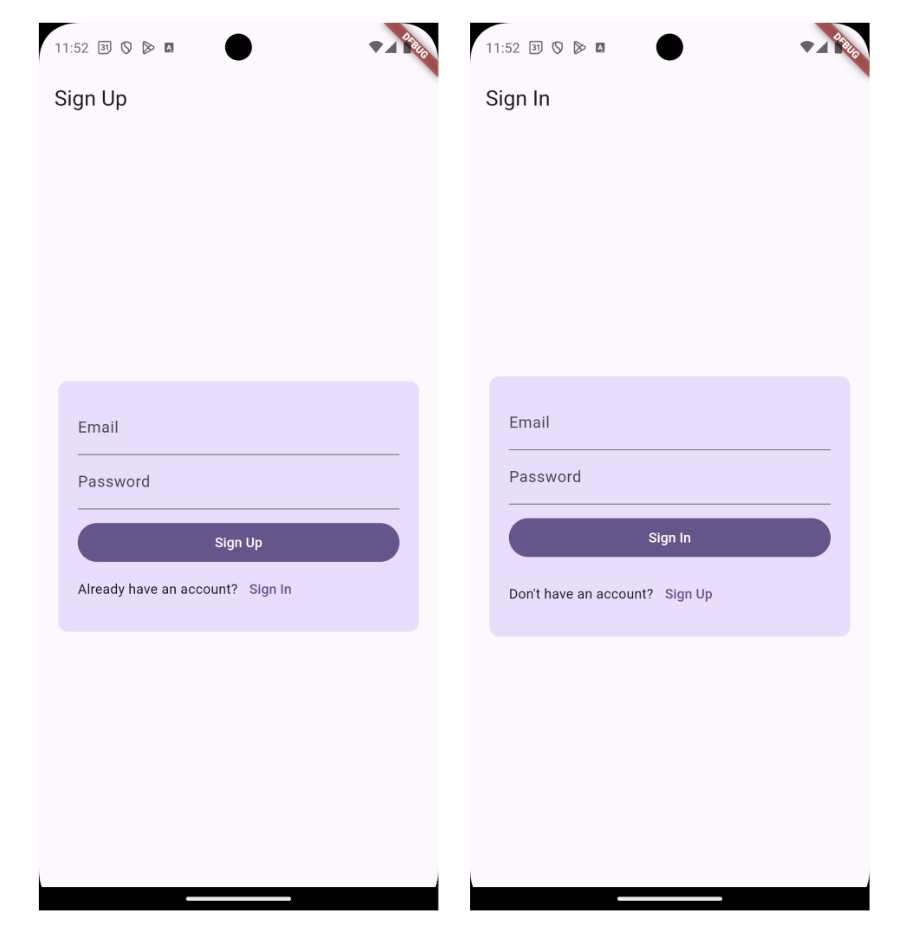 11:52 31 A DEBUG
Sign Up
Email
Password
Sign Up
Already have an account? Sign In
11:52 31 A DEBUG
Sign In
Email
Password
Sign In
Don't have an account? Sign Up